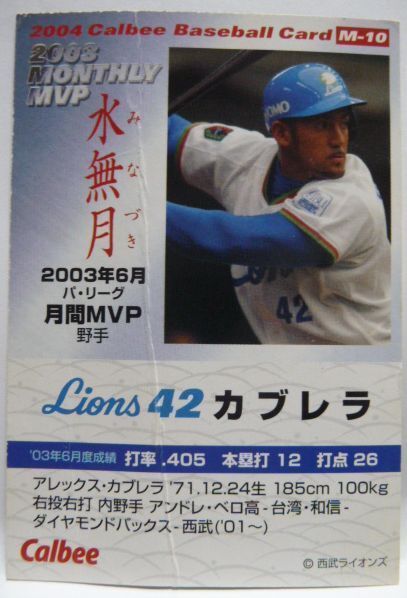 2004 Calbee Baseball Card M-10
2003
MONTHLY
MVP
水無月
みなづき
2003年6月
パ・リーグ
月間MVP
野手
Lions
42
Lions 42 カブレラ
'03年6月度成績 打率 .405 本塁打 12 打点 26
アレックス・カブレラ '71.12.24生 185cm 100kg
右投右打 内野手 アンドレ・ベロ高-台湾・和信-
ダイヤモンドバックス-西武('01〜)
Calbee
© 西武ライオンズ